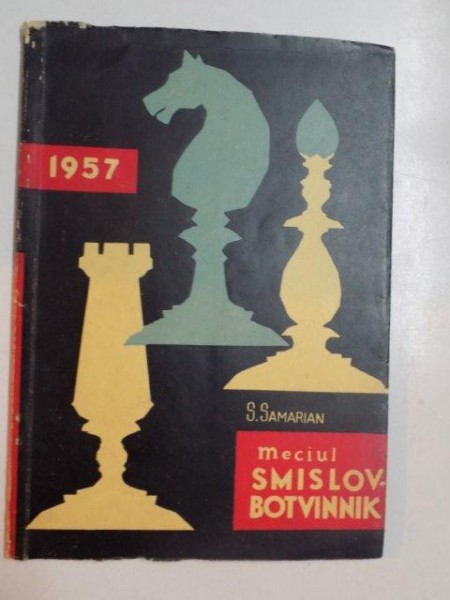 1957
S. SAMARIAN
meciul
SMISLOV-
BOTVINNIK